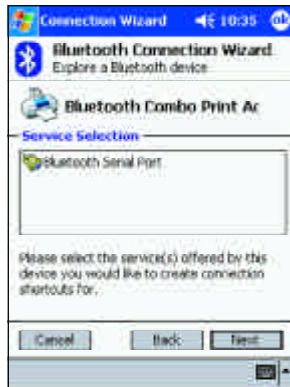 Connection Wizard 10:35 ok
Bluetooth Connection Wizard
Explore a Bluetooth device
Bluetooth Combo Print Ac
Service Selection
Bluetooth Serial Port
Please select the service(s) offered by this
device you would like to create connection
shortcuts for.
Cancel Back Next